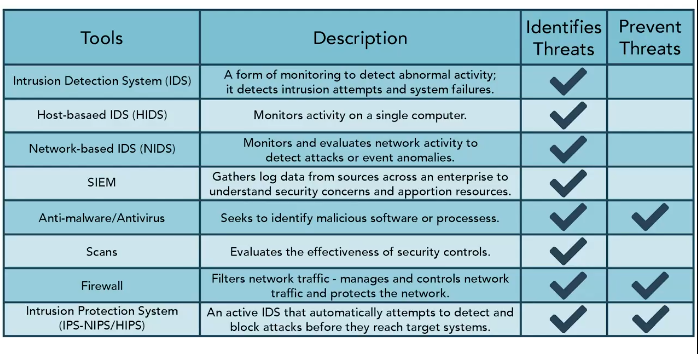 Tools
Description
Identifies
Threats
Prevent
Threats
Intrusion Detection System (IDS)
A form of monitoring to detect abnormal activity;
it detects intrusion attempts and system failures.
Host-basaed IDS (HIDS)
Monitors activity on a single computer.
Network-based IDS (NIDS)
Monitors and evaluates network activity to
detect attacks or event anomalies.
SIEM
Gathers log data from sources across an enterprise to
understand security concerns and apportion resources.
Anti-malware/Antivirus
Seeks to identify malicious software or processess.
Scans
Evaluates the effectiveness of security controls.
Firewall
Filters network traffic - manages and controls network
traffic and protects the network.
Intrusion Protection System
(IPS-NIPS/HIPS)
An active IDS that automatically attempts to detect and
block attacks before they reach target systems.